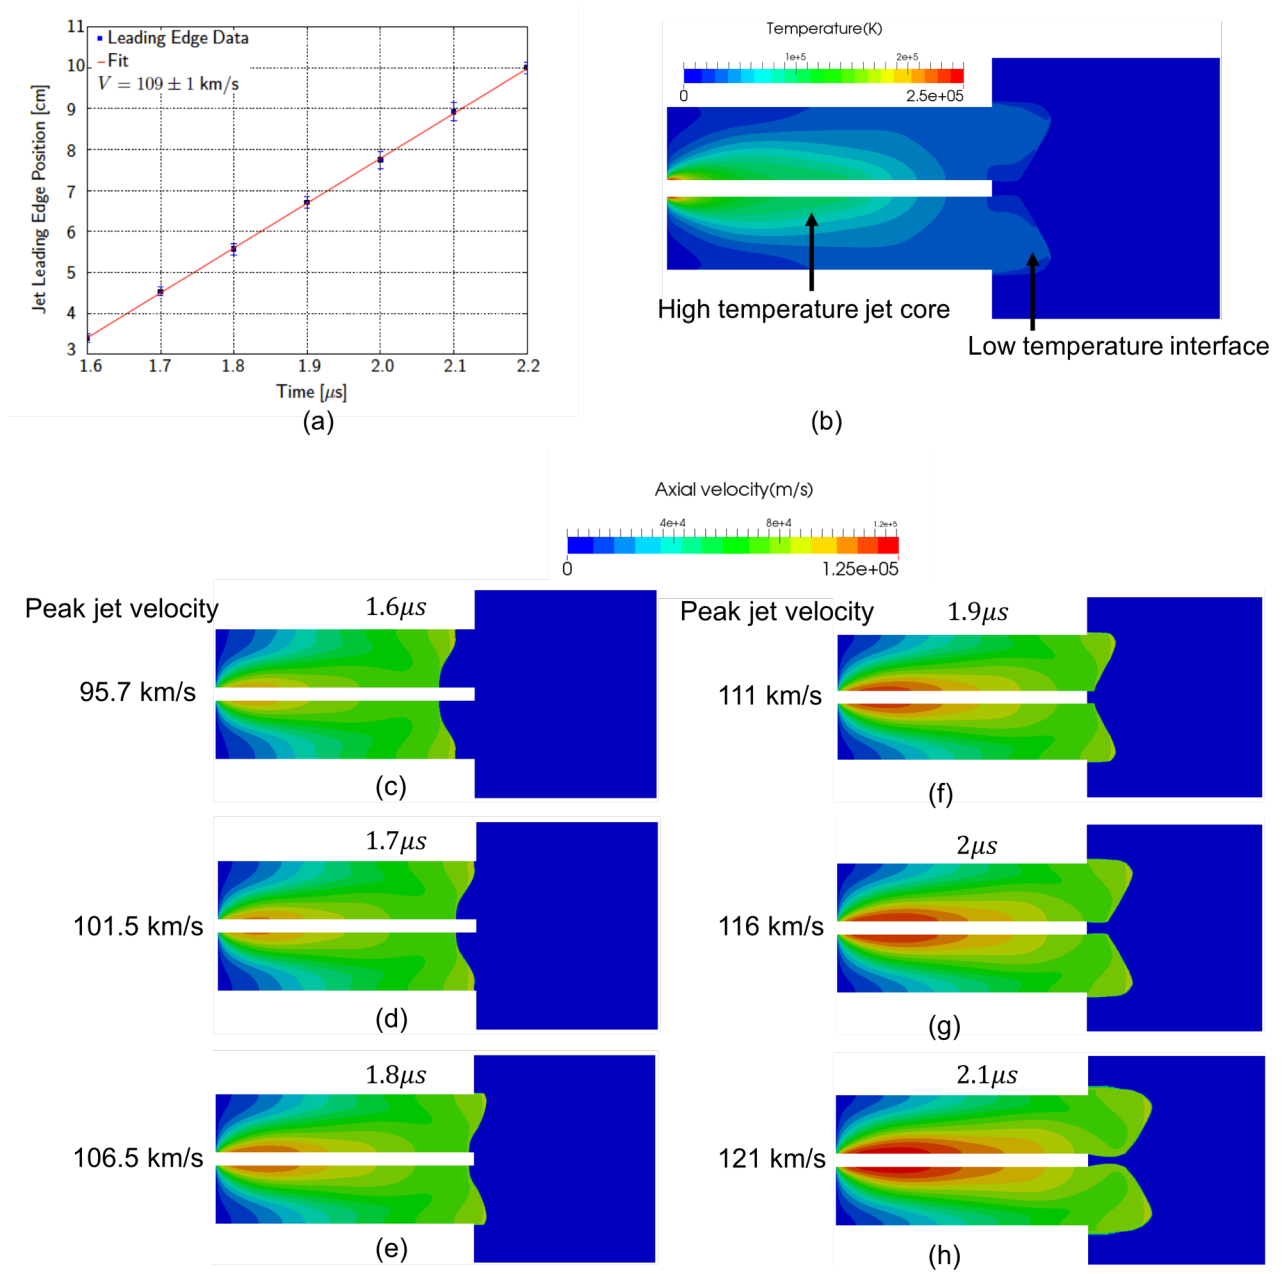 11
10
9
8
7
6
5
4
3
Jet Leading Edge Position [cm]
Leading Edge Data
Fit
V = 109 ± 1 km/s
1.6 1.7 1.8 1.9 2.0 2.1 2.2
Time [μs]
(a)
Temperature(K)
1e+5 2e+5
0 2.5e+05
High temperature jet core
Low temperature interface
(b)
Axial velocity(m/s)
4e+4 8e+4 1.2e+5
0 1.25e+05
Peak jet velocity 1.6μs
95.7 km/s
(c)
1.7μs
101.5 km/s
(d)
1.8μs
106.5 km/s
(e)
Peak jet velocity 1.9μs
111 km/s
(f)
2μs
116 km/s
(g)
2.1μs
121 km/s
(h)